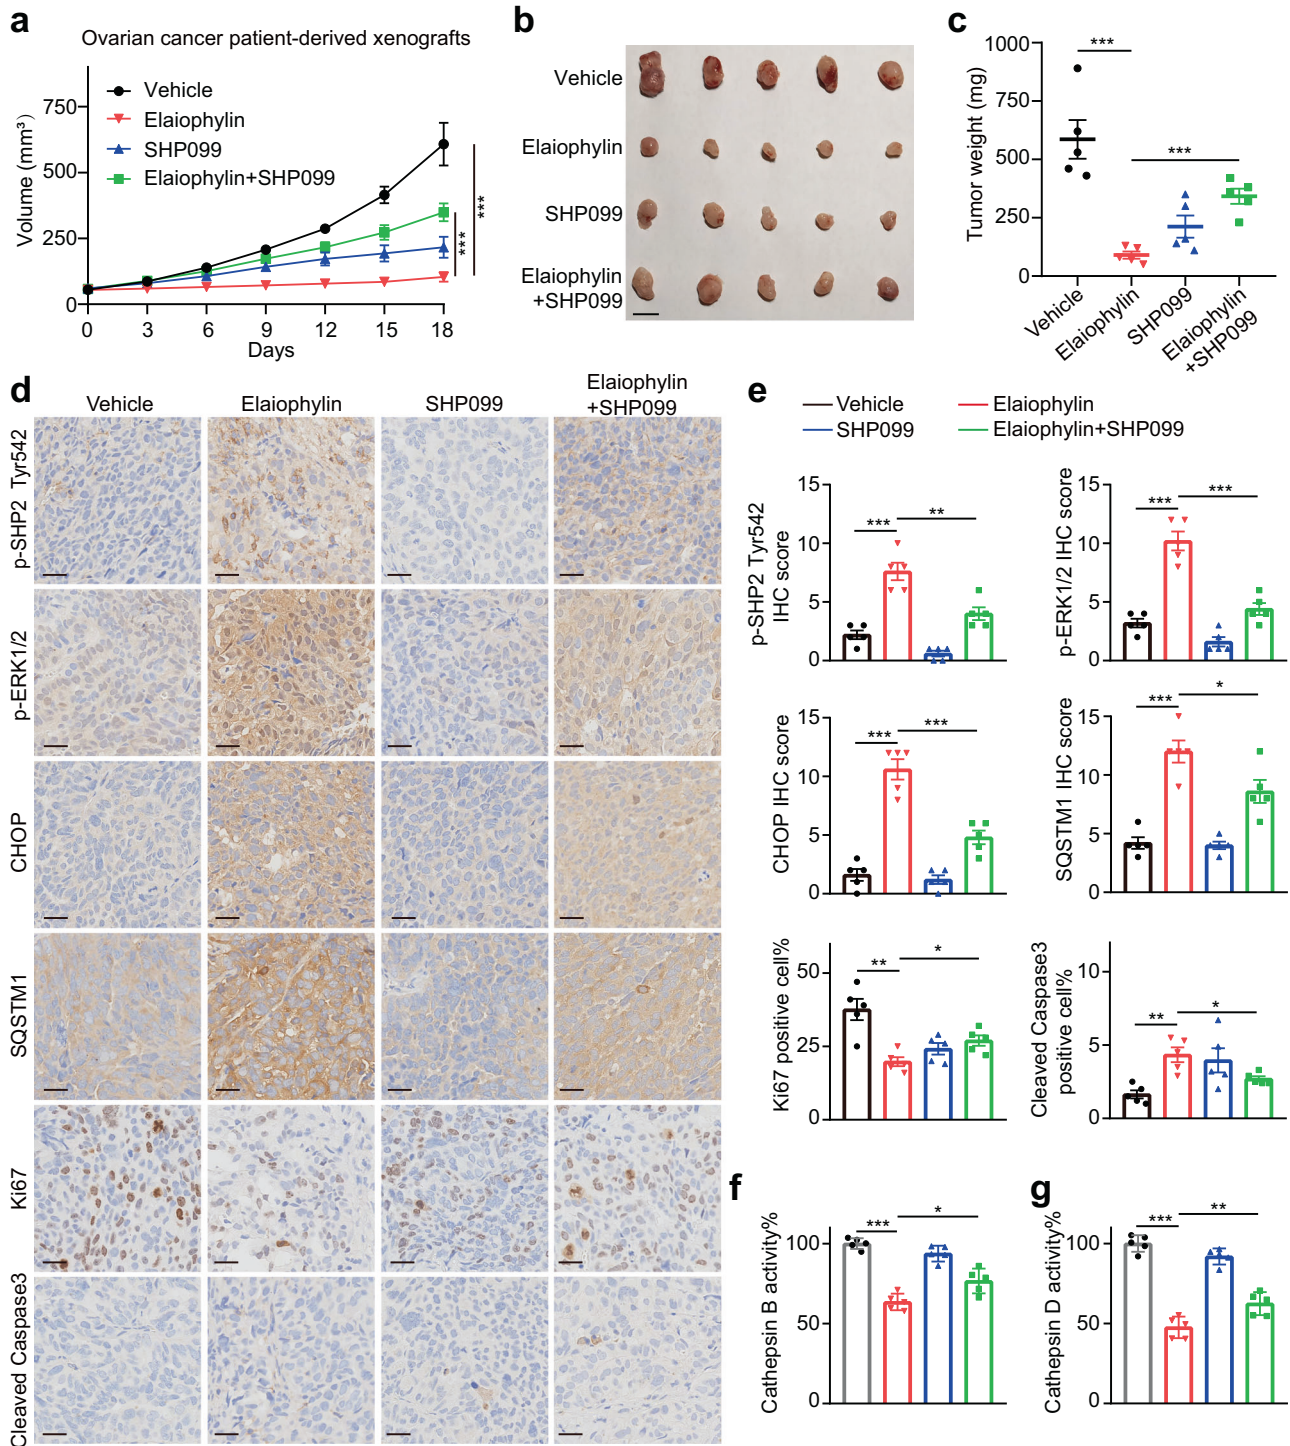 a
Ovarian cancer patient-derived xenografts
Volume (mm³)
750
500
250
0
Vehicle
Elaiophylin
SHP099
Elaiophylin+SHP099
***
***
0 3 6 9 12 15 18
Days
b
Vehicle
Elaiophylin
SHP099
Elaiophylin
+SHP099
c
Tumor weight (mg)
1000
750
500
250
0
***
***
Vehicle
Elaiophylin
SHP099
Elaiophylin
+SHP099
d
Vehicle
Elaiophylin
SHP099
Elaiophylin
+SHP099
p-SHP2 Tyr542
p-ERK1/2
CHOP
SQSTM1
Ki67
Cleaved Caspase3
e
Vehicle
Elaiophylin
SHP099
Elaiophylin+SHP099
p-SHP2 Tyr542
IHC score
15
10
5
0
***
**
p-ERK1/2 IHC score
15
10
5
0
***
***
CHOP IHC score
15
10
5
0
***
***
SQSTM1 IHC score
15
10
5
0
***
*
Ki67 positive cell%
50
25
0
**
*
Cleaved Caspase3
positive cell%
10
5
0
**
*
f
Cathepsin B activity%
100
50
0
***
*
g
Cathepsin D activity%
100
50
0
***
**